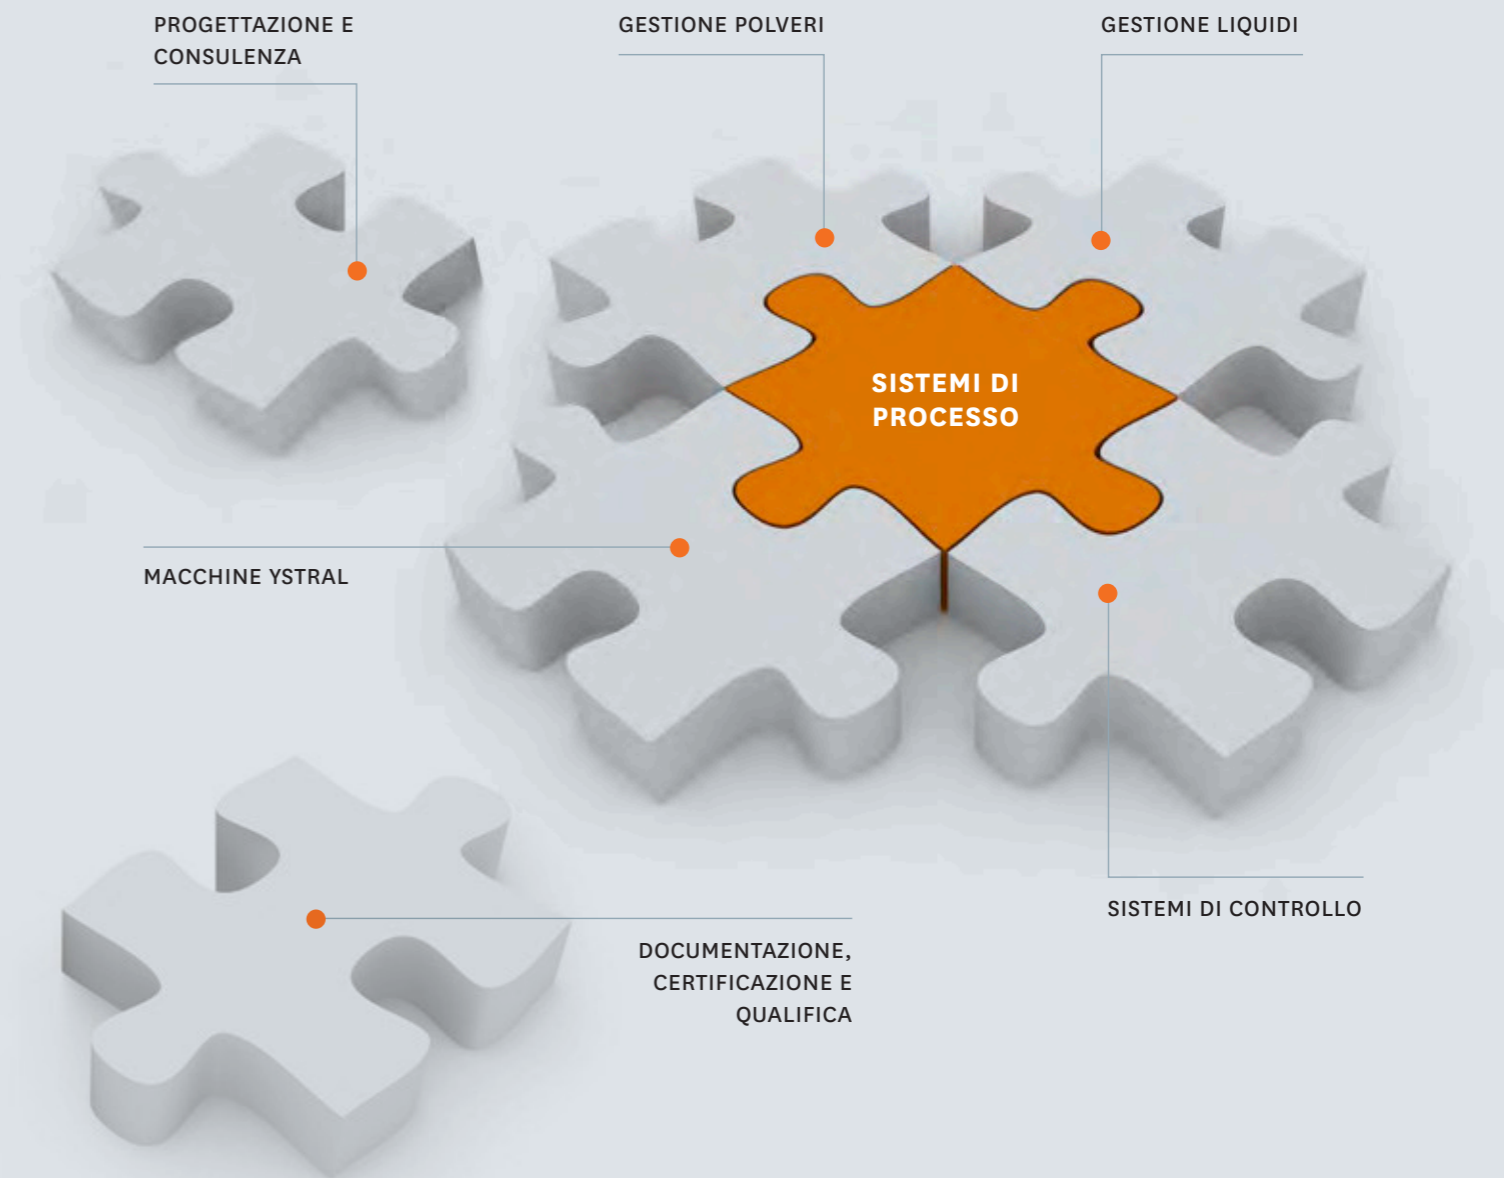 PROGETTAZIONE E
CONSULENZA
GESTIONE POLVERI
GESTIONE LIQUIDI
SISTEMI DI
PROCESSO
MACCHINE YSTRAL
SISTEMI DI CONTROLLO
DOCUMENTAZIONE,
CERTIFICAZIONE E
QUALIFICA